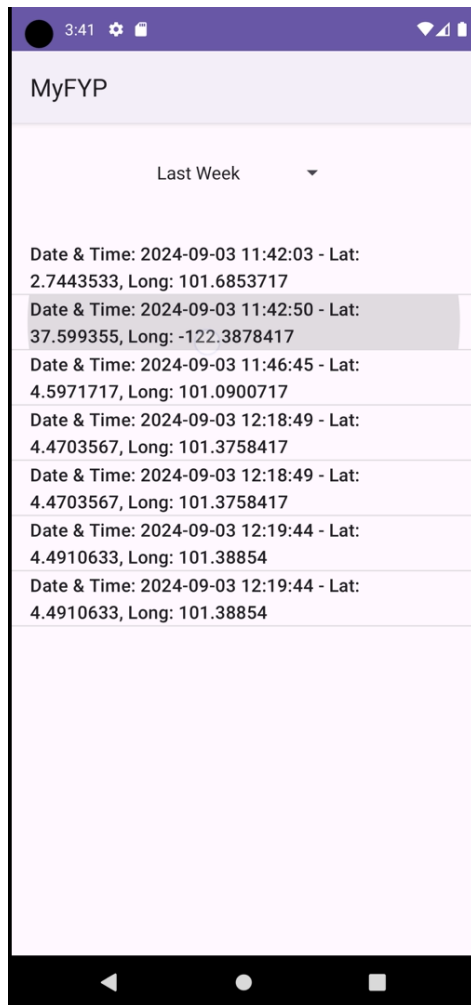 3:41
MyFYP
Last Week
Date & Time: 2024-09-03 11:42:03 - Lat:
2.7443533, Long: 101.6853717
Date & Time: 2024-09-03 11:42:50 - Lat:
37.599355, Long: -122.3878417
Date & Time: 2024-09-03 11:46:45 - Lat:
4.5971717, Long: 101.0900717
Date & Time: 2024-09-03 12:18:49 - Lat:
4.4703567, Long: 101.3758417
Date & Time: 2024-09-03 12:18:49 - Lat:
4.4703567, Long: 101.3758417
Date & Time: 2024-09-03 12:19:44 - Lat:
4.4910633, Long: 101.38854
Date & Time: 2024-09-03 12:19:44 - Lat:
4.4910633, Long: 101.38854